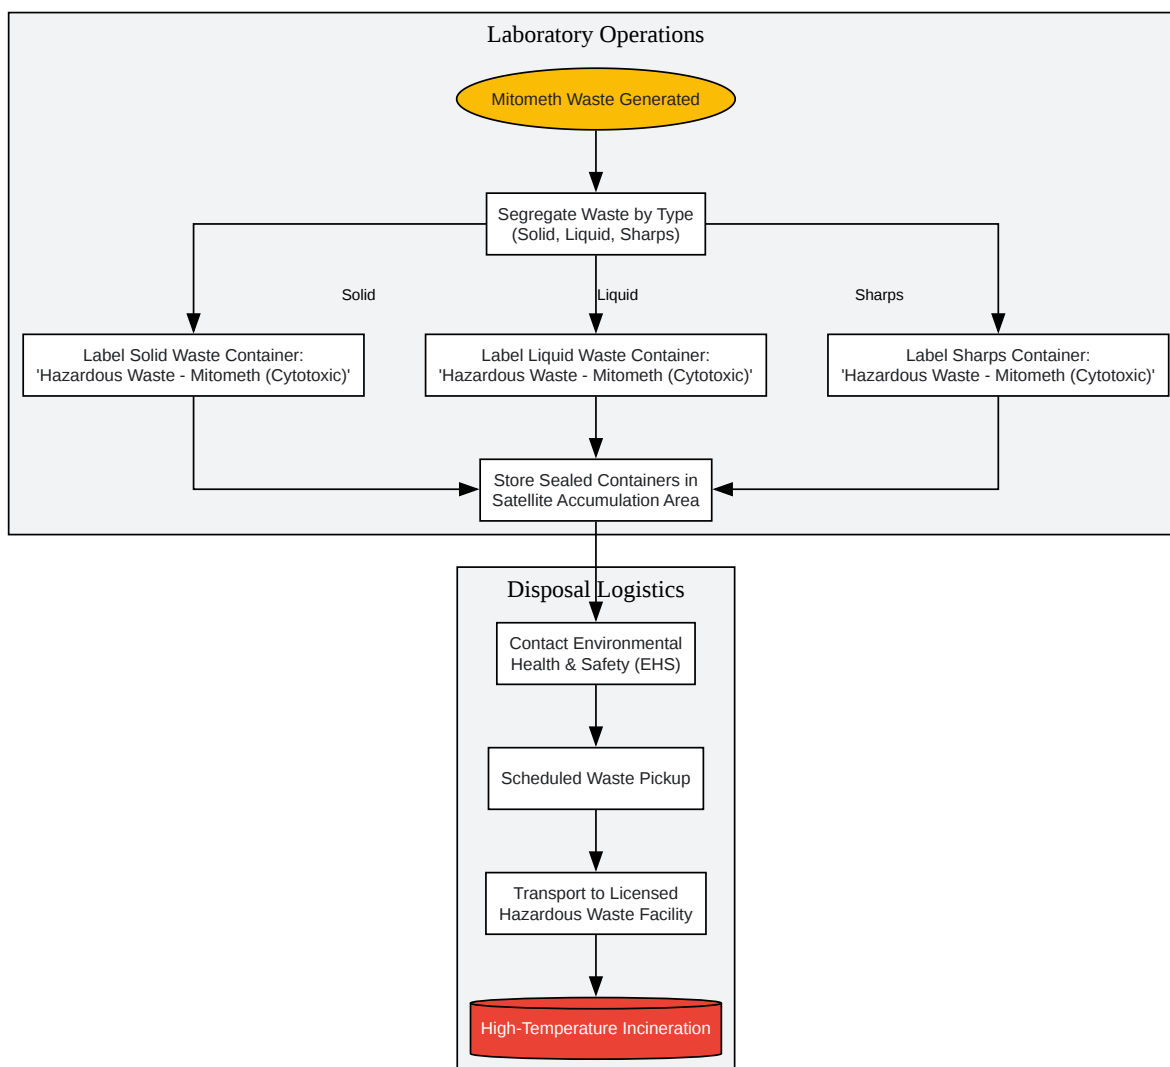 Laboratory Operations
Mitometh Waste Generated
Segregate Waste by Type
(Solid, Liquid, Sharps)
Solid
Liquid
Sharps
Label Solid Waste Container:
'Hazardous Waste - Mitometh (Cytotoxic)'
Label Liquid Waste Container:
'Hazardous Waste - Mitometh (Cytotoxic)'
Label Sharps Container:
'Hazardous Waste - Mitometh (Cytotoxic)'
Store Sealed Containers in
Satellite Accumulation Area
Disposal Logistics
Contact Environmental
Health & Safety (EHS)
Scheduled Waste Pickup
Transport to Licensed
Hazardous Waste Facility
High-Temperature Incineration